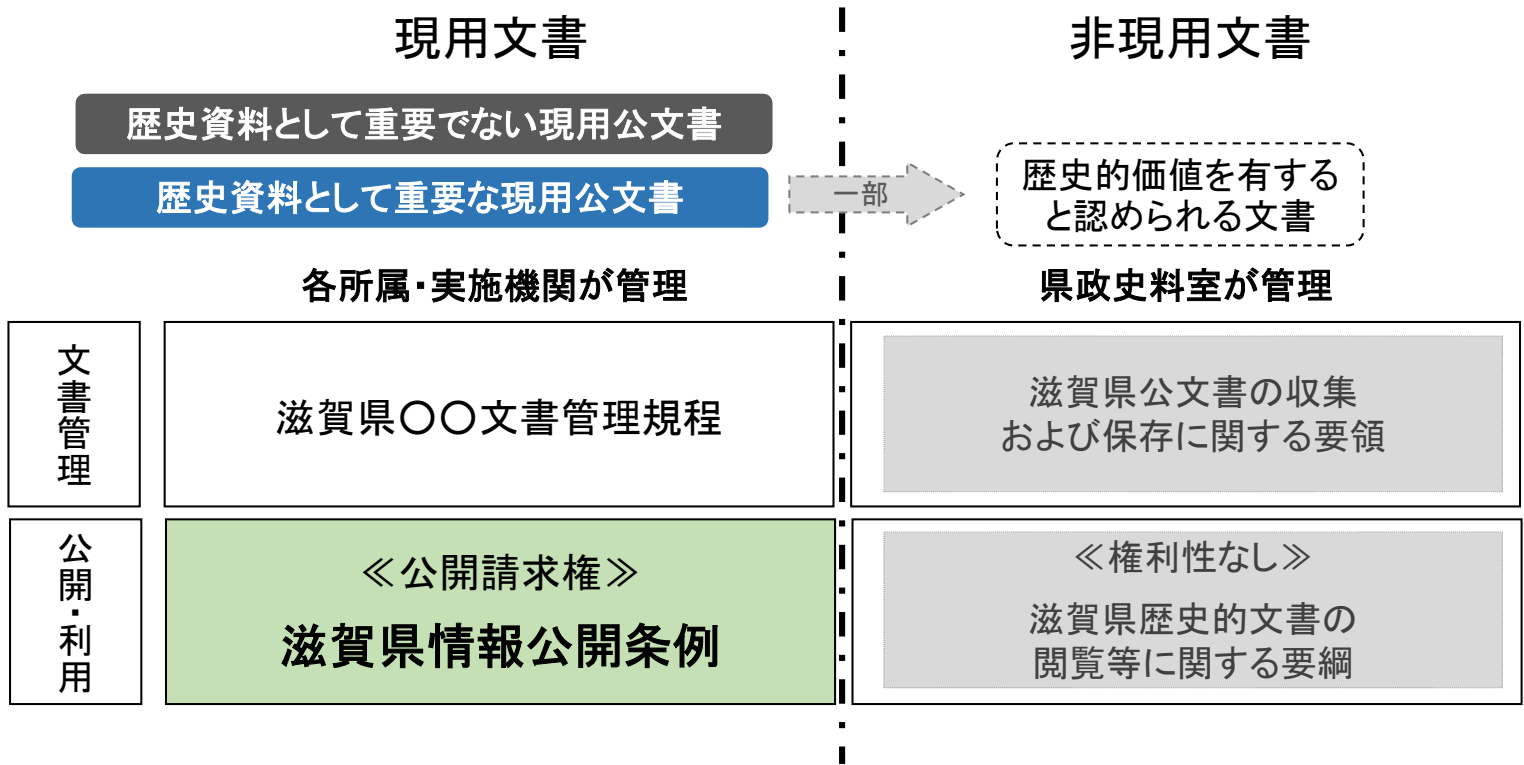 現用文書
非現用文書
歴史資料として重要でない現用公文書
歴史資料として重要な現用公文書
一部
歴史的価値を有する
と認められる文書
各所属・実施機関が管理
県政史料室が管理
文書管理
滋賀県〇〇文書管理規程
滋賀県公文書の収集
および保存に関する要領
公開・利用
≪公開請求権≫
滋賀県情報公開条例
≪権利性なし≫
滋賀県歴史的文書の
閲覧等に関する要綱